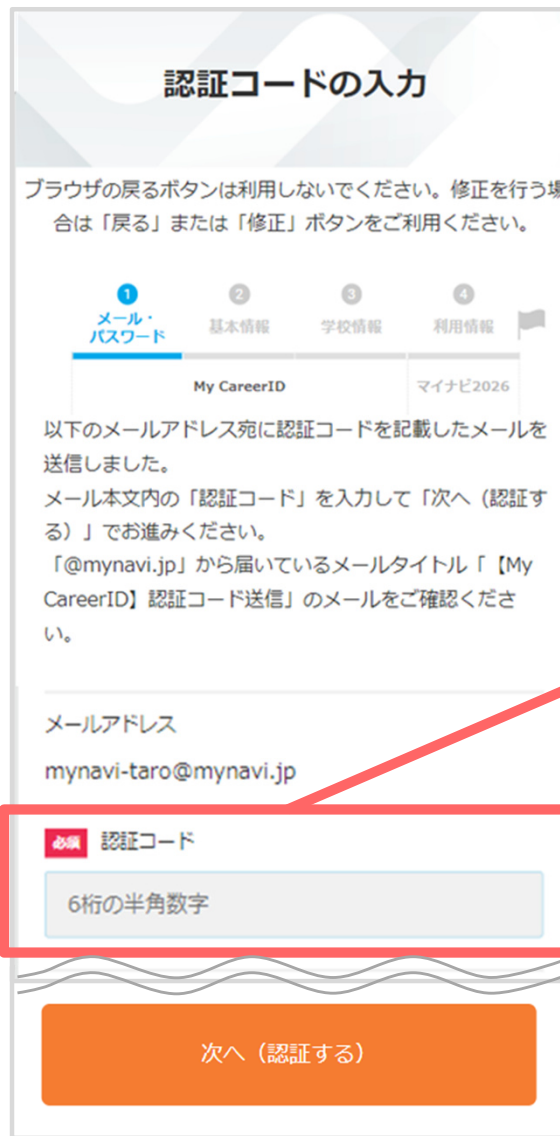 認証コードの入力
ブラウザの戻るボタンは利用しないでください。修正を行う場
合は「戻る」または「修正」ボタンをご利用ください。
1 2 3 4
メール・
パスワード 基本情報 学校情報 利用情報
My CareerID マイナビ2026
以下のメールアドレス宛に認証コードを記載したメールを
送信しました。
メール本文内の「認証コード」を入力して「次へ（認証す
る）」でお進みください。
「@mynavi.jp」から届いているメールタイトル「【My
CareerID】認証コード送信」のメールをご確認くださ
い。
メールアドレス
mynavi-taro@mynavi.jp
必須 認証コード
6桁の半角数字
次へ（認証する）